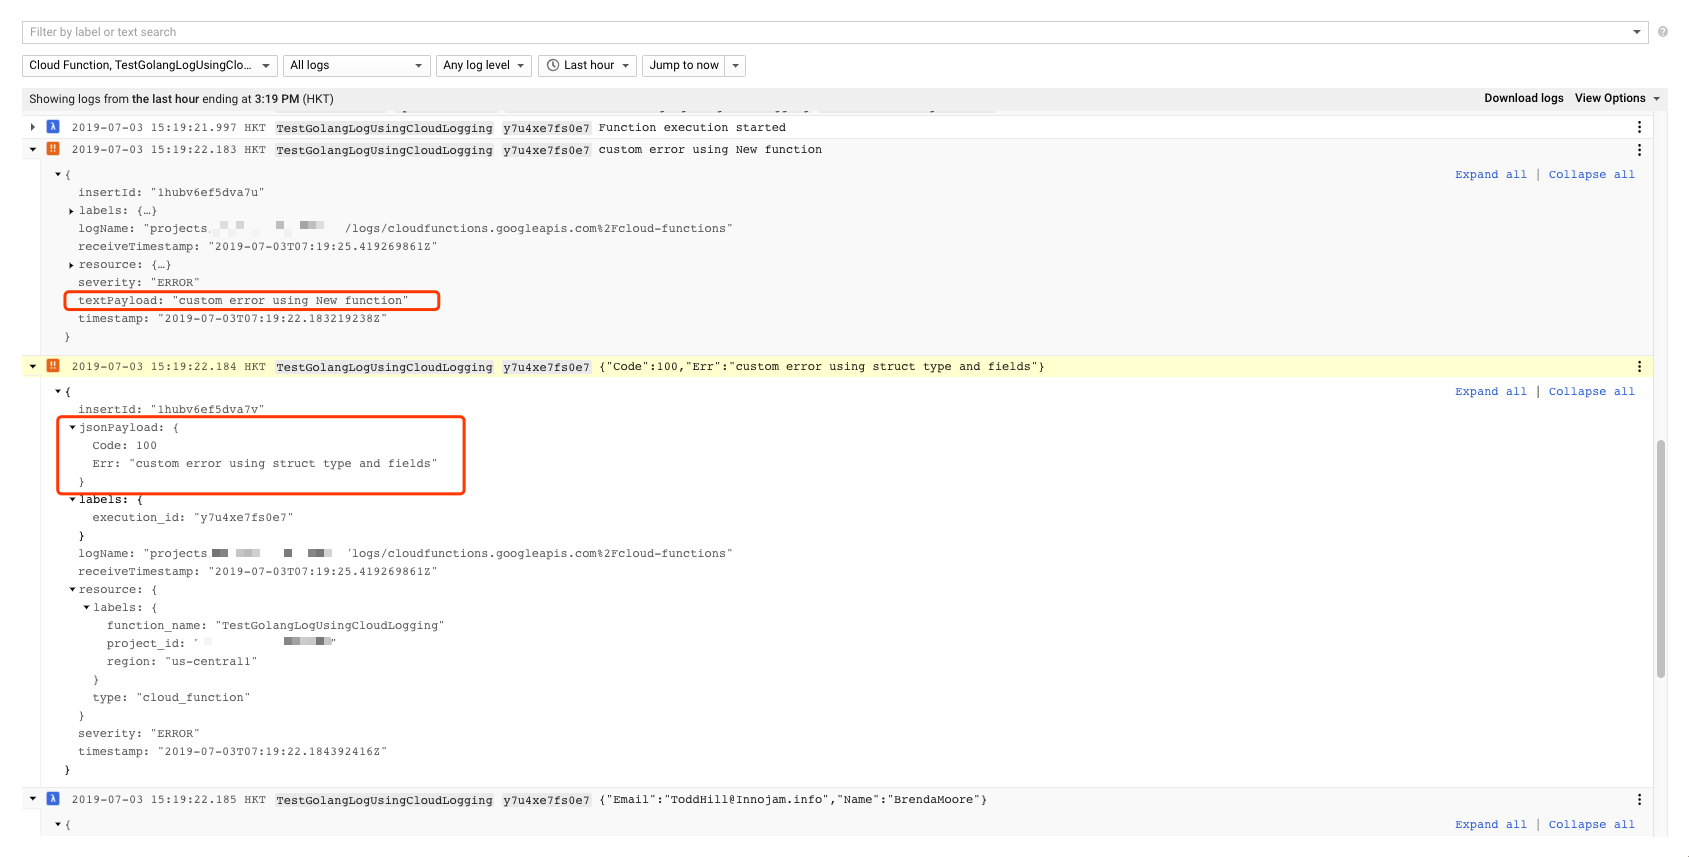 Filter by label or text search
Cloud Function, TestGolangLogUsingClo... All logs Any log level Last hour Jump to now
Showing logs from the last hour ending at 3:19 PM (HKT) Download logs View Options
2019-07-03 15:19:21.997 HKT TestGolangLogUsingCloudLogging y7u4xe7fs0e7 Function execution started
2019-07-03 15:19:22.183 HKT TestGolangLogUsingCloudLogging y7u4xe7fs0e7 custom error using New function
{ Expand all | Collapse all
insertId: "1hubv6ef5dva7u"
labels: {…}
logName: "projects /logs/cloudfunctions.googleapis.com%2Fcloud-functions"
receiveTimestamp: "2019-07-03T07:19:25.419269861Z"
resource: {…}
severity: "ERROR"
textPayload: "custom error using New function"
timestamp: "2019-07-03T07:19:22.183219238Z"
}
2019-07-03 15:19:22.184 HKT TestGolangLogUsingCloudLogging y7u4xe7fs0e7 {"Code":100,"Err":"custom error using struct type and fields"}
{ Expand all | Collapse all
insertId: "1hubv6ef5dva7v"
jsonPayload: {
Code: 100
Err: "custom error using struct type and fields"
}
labels: {
execution_id: "y7u4xe7fs0e7"
}
logName: "projects logs/cloudfunctions.googleapis.com%2Fcloud-functions"
receiveTimestamp: "2019-07-03T07:19:25.419269861Z"
resource: {
labels: {
function_name: "TestGolangLogUsingCloudLogging"
project_id: " "
region: "us-central1"
}
type: "cloud_function"
}
severity: "ERROR"
timestamp: "2019-07-03T07:19:22.184392416Z"
}
2019-07-03 15:19:22.185 HKT TestGolangLogUsingCloudLogging y7u4xe7fs0e7 {"Email":"ToddHill@Innojam.info","Name":"BrendaMoore"}
{ Expand all | Collapse all